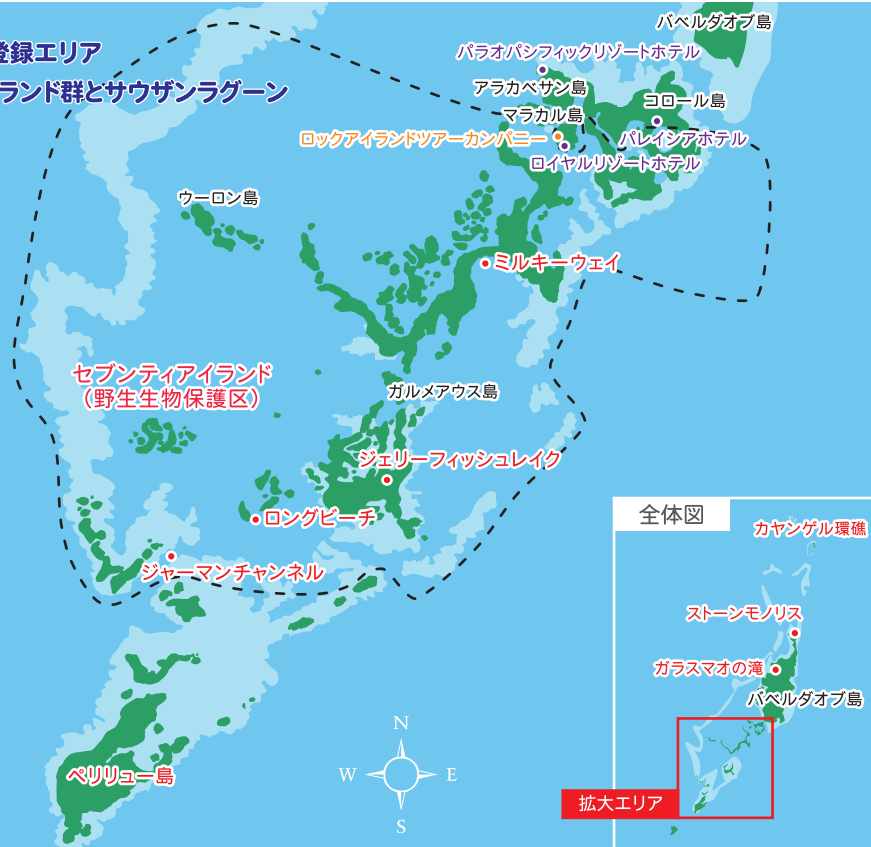 登録エリア
ランド群とサウザンラグーン
バベルダオブ島
パラオパシフィックリゾートホテル
アラカベサン島
コロール島
マラカル島
ロックアイランドツアーカンパニー
パレイシアホテル
ロイヤルリゾートホテル
ウーロン島
ミルキーウェイ
セブンティアイランド
（野生生物保護区）
ガルメアウス島
ジェリーフィッシュレイク
ロングビーチ
ジャーマンチャンネル
ペリリュー島
N
W
E
S
全体図
カヤンゲル環礁
ストーンモノリス
ガラスマオの滝
バベルダオブ島
拡大エリア